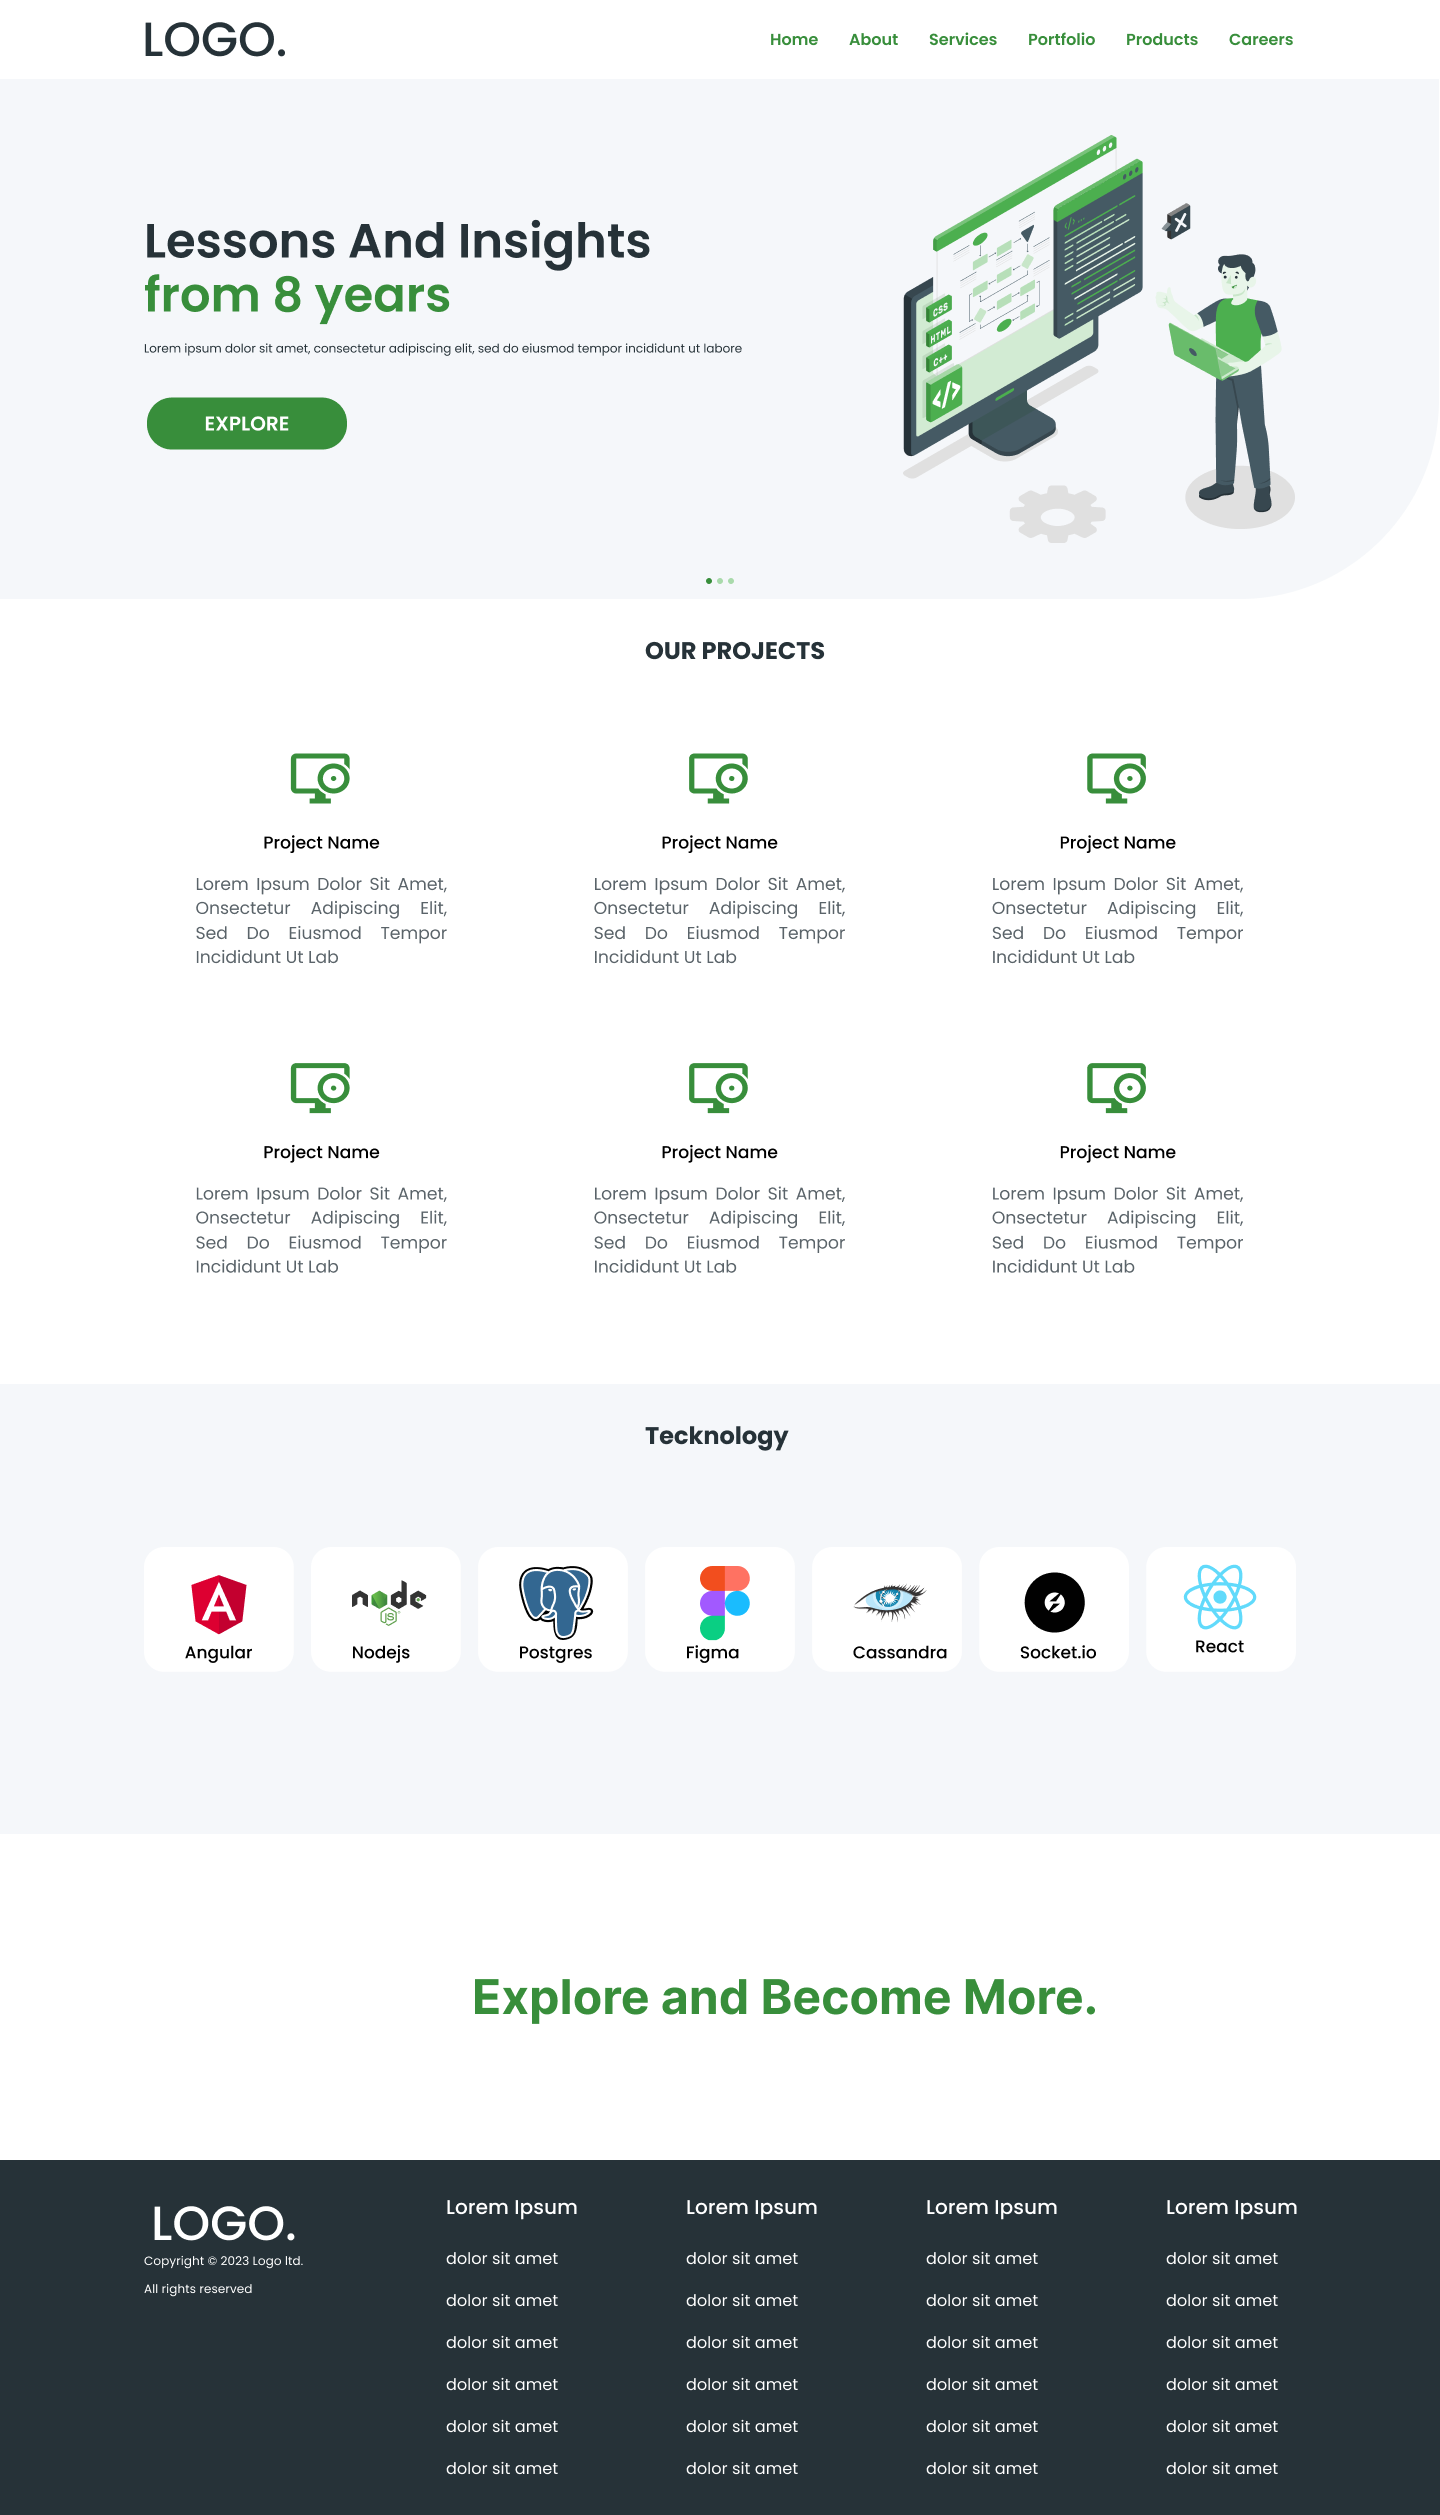 LOGO.
Home About Services Portfolio Products Careers
Lessons And Insights
from 8 years
Lorem ipsum dolor sit amet, consectetur adipiscing elit, sed do eiusmod tempor incididunt ut labore
EXPLORE
CSS
HTML
C++
</>
OUR PROJECTS
Project Name
Lorem Ipsum Dolor Sit Amet,
Onsectetur Adipiscing Elit,
Sed Do Eiusmod Tempor
Incididunt Ut Lab
Project Name
Lorem Ipsum Dolor Sit Amet,
Onsectetur Adipiscing Elit,
Sed Do Eiusmod Tempor
Incididunt Ut Lab
Project Name
Lorem Ipsum Dolor Sit Amet,
Onsectetur Adipiscing Elit,
Sed Do Eiusmod Tempor
Incididunt Ut Lab
Project Name
Lorem Ipsum Dolor Sit Amet,
Onsectetur Adipiscing Elit,
Sed Do Eiusmod Tempor
Incididunt Ut Lab
Project Name
Lorem Ipsum Dolor Sit Amet,
Onsectetur Adipiscing Elit,
Sed Do Eiusmod Tempor
Incididunt Ut Lab
Project Name
Lorem Ipsum Dolor Sit Amet,
Onsectetur Adipiscing Elit,
Sed Do Eiusmod Tempor
Incididunt Ut Lab
Tecknology
A
Angular
node
JS
Nodejs
Postgres
Figma
Cassandra
Socket.io
React
Explore and Become More.
LOGO.
Copyright © 2023 Logo ltd.
All rights reserved
Lorem Ipsum
dolor sit amet
dolor sit amet
dolor sit amet
dolor sit amet
dolor sit amet
dolor sit amet
Lorem Ipsum
dolor sit amet
dolor sit amet
dolor sit amet
dolor sit amet
dolor sit amet
dolor sit amet
Lorem Ipsum
dolor sit amet
dolor sit amet
dolor sit amet
dolor sit amet
dolor sit amet
dolor sit amet
Lorem Ipsum
dolor sit amet
dolor sit amet
dolor sit amet
dolor sit amet
dolor sit amet
dolor sit amet